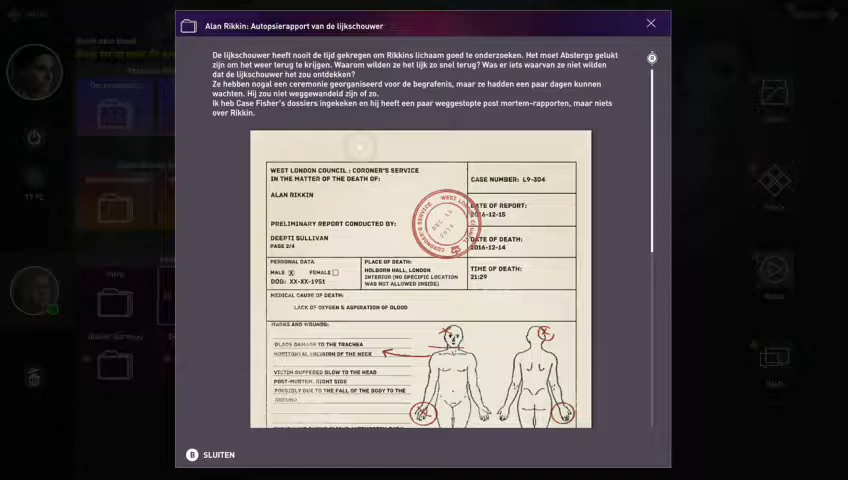 Alan Rikkin: Autopsierapport van de lijkschouwer
De lijkschouwer heeft nooit de tijd gekregen om Rikkins lichaam goed te onderzoeken. Het moet Abstergo gelukt
zijn om het weer terug te krijgen. Waarom wilden ze het lijk zo snel terug? Was er iets waarvan ze niet wilden
dat de lijkschouwer het zou ontdekken?
Ze hebben nogal een ceremonie georganiseerd voor de begrafenis, maar ze hadden een paar dagen kunnen
wachten. Hij zou niet weggewandeld zijn of zo.
Ik heb Case Fisher's dossiers ingekeken en hij heeft een paar weggestopte post mortem-rapporten, maar niets
over Rikkin.
WEST LONDON COUNCIL : CORONER'S SERVICE
IN THE MATTER OF THE DEATH OF:
ALAN RIKKIN
CASE NUMBER: L9-304
DATE OF REPORT:
2016-12-15
PRELIMINARY REPORT CONDUCTED BY:
DEEPTI SULLIVAN
PAGE 2/4
DATE OF DEATH:
2016-12-14
PERSONAL DATA
MALE X FEMALE
DOB: XX-XX-1951
PLACE OF DEATH:
HOLBORN HALL, LONDON
INTERIOR (NO SPECIFIC LOCATION
WAS NOT ALLOWED INSIDE)
TIME OF DEATH:
21:29
MEDICAL CAUSE OF DEATH:
LACK OF OXYGEN & ASPIRATION OF BLOOD
MARKS AND WOUNDS:
BLADE DAMAGE TO THE TRACHEA
HORIZONTAL INCISION OF THE NECK
VICTIM SUFFERED BLOW TO THE HEAD
POST-MORTEM. RIGHT SIDE
POSSIBLY DUE TO THE FALL OF THE BODY TO THE
GROUND
B SLUITEN